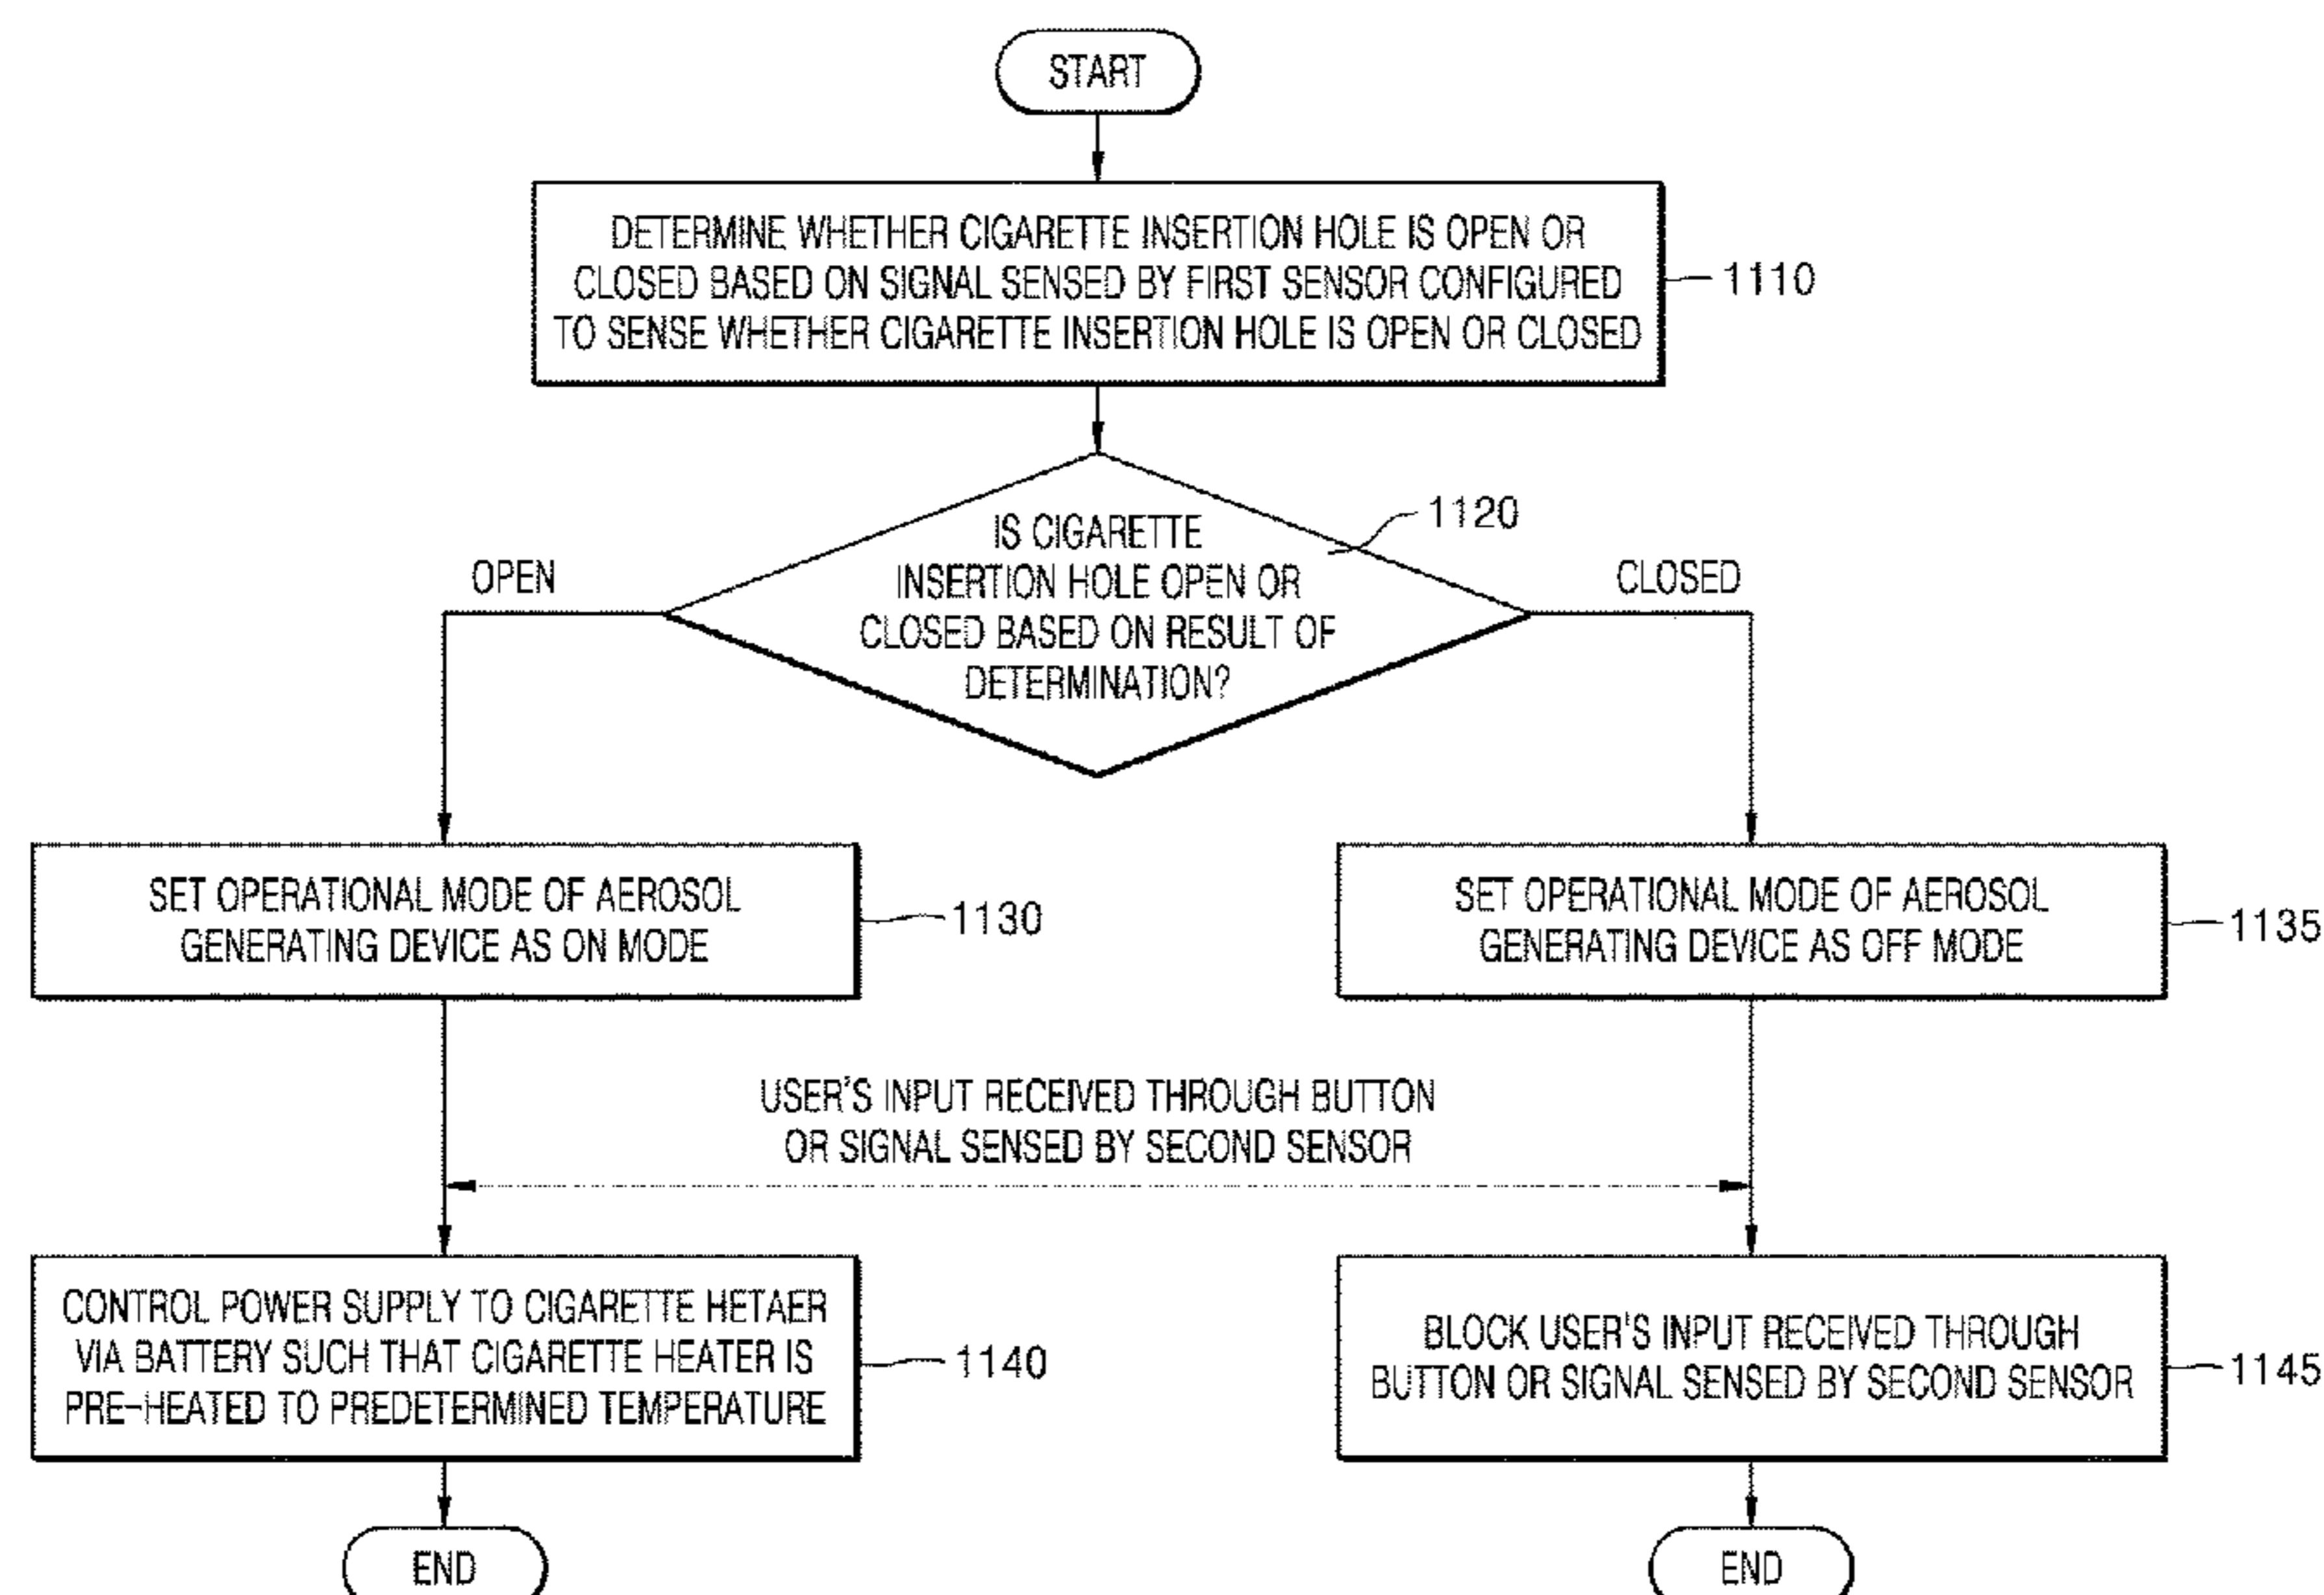 START
DETERMINE WHETHER CIGARETTE INSERTION HOLE IS OPEN OR
CLOSED BASED ON SIGNAL SENSED BY FIRST SENSOR CONFIGURED
TO SENSE WHETHER CIGARETTE INSERTION HOLE IS OPEN OR CLOSED
1110
IS CIGARETTE
INSERTION HOLE OPEN OR
CLOSED BASED ON RESULT OF
DETERMINATION?
1120
OPEN
CLOSED
SET OPERATIONAL MODE OF AEROSOL
GENERATING DEVICE AS ON MODE
1130
SET OPERATIONAL MODE OF AEROSOL
GENERATING DEVICE AS OFF MODE
1135
USER'S INPUT RECEIVED THROUGH BUTTON
OR SIGNAL SENSED BY SECOND SENSOR
CONTROL POWER SUPPLY TO CIGARETTE HETAER
VIA BATTERY SUCH THAT CIGARETTE HEATER IS
PRE-HEATED TO PREDETERMINED TEMPERATURE
1140
BLOCK USER'S INPUT RECEIVED THROUGH
BUTTON OR SIGNAL SENSED BY SECOND SENSOR
1145
END
END